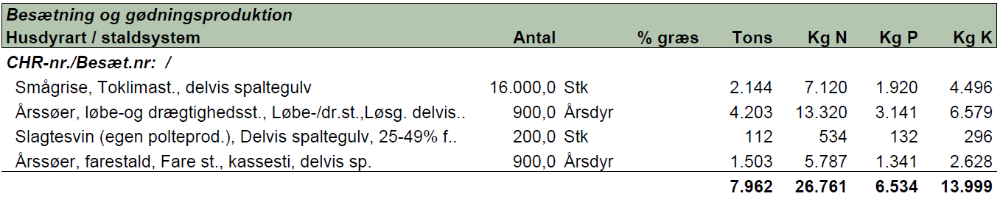 Besætning og gødningsproduktion
Husdyrart / staldsystem Antal % græs Tons Kg N Kg P Kg K
CHR-nr./Besæt.nr: /
Smågrise, Toklimast., delvis spaltegulv 16.000,0 Stk 2.144 7.120 1.920 4.496
Årssøer, løbe-og drægtighedsst., Løbe-/dr.st.,Løsg. delvis.. 900,0 Årsdyr 4.203 13.320 3.141 6.579
Slagtesvin (egen polteprod.), Delvis spaltegulv, 25-49% f.. 200,0 Stk 112 534 132 296
Årssøer, farestald, Fare st., kassesti, delvis sp. 900,0 Årsdyr 1.503 5.787 1.341 2.628
7.962 26.761 6.534 13.999